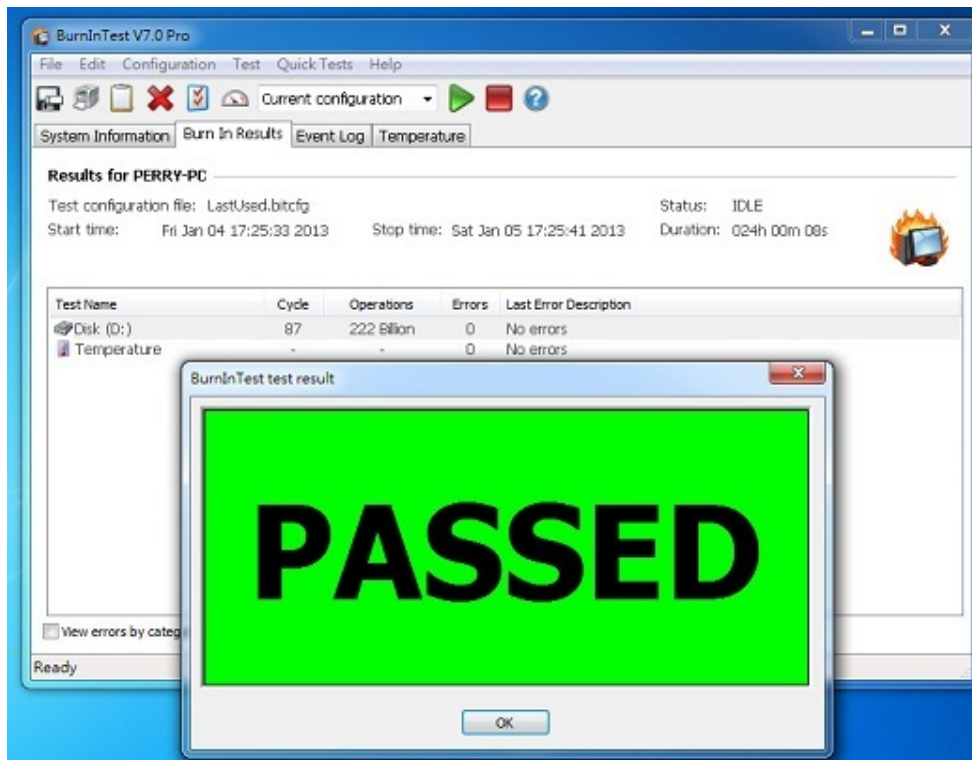 BurnInTest V7.0 Pro
File Edit Configuration Test Quick Tests Help
Current configuration
System Information Burn In Results Event Log Temperature
Results for PERRY-PC
Test configuration file: LastUsed.bitcfg Status: IDLE
Start time: Fri Jan 04 17:25:33 2013 Stop time: Sat Jan 05 17:25:41 2013 Duration: 024h 00m 08s
Test Name Cycle Operations Errors Last Error Description
Disk (D:) 87 222 Billion 0 No errors
Temperature - - 0 No errors
BurnInTest test result
PASSED
View errors by categ
Ready
OK